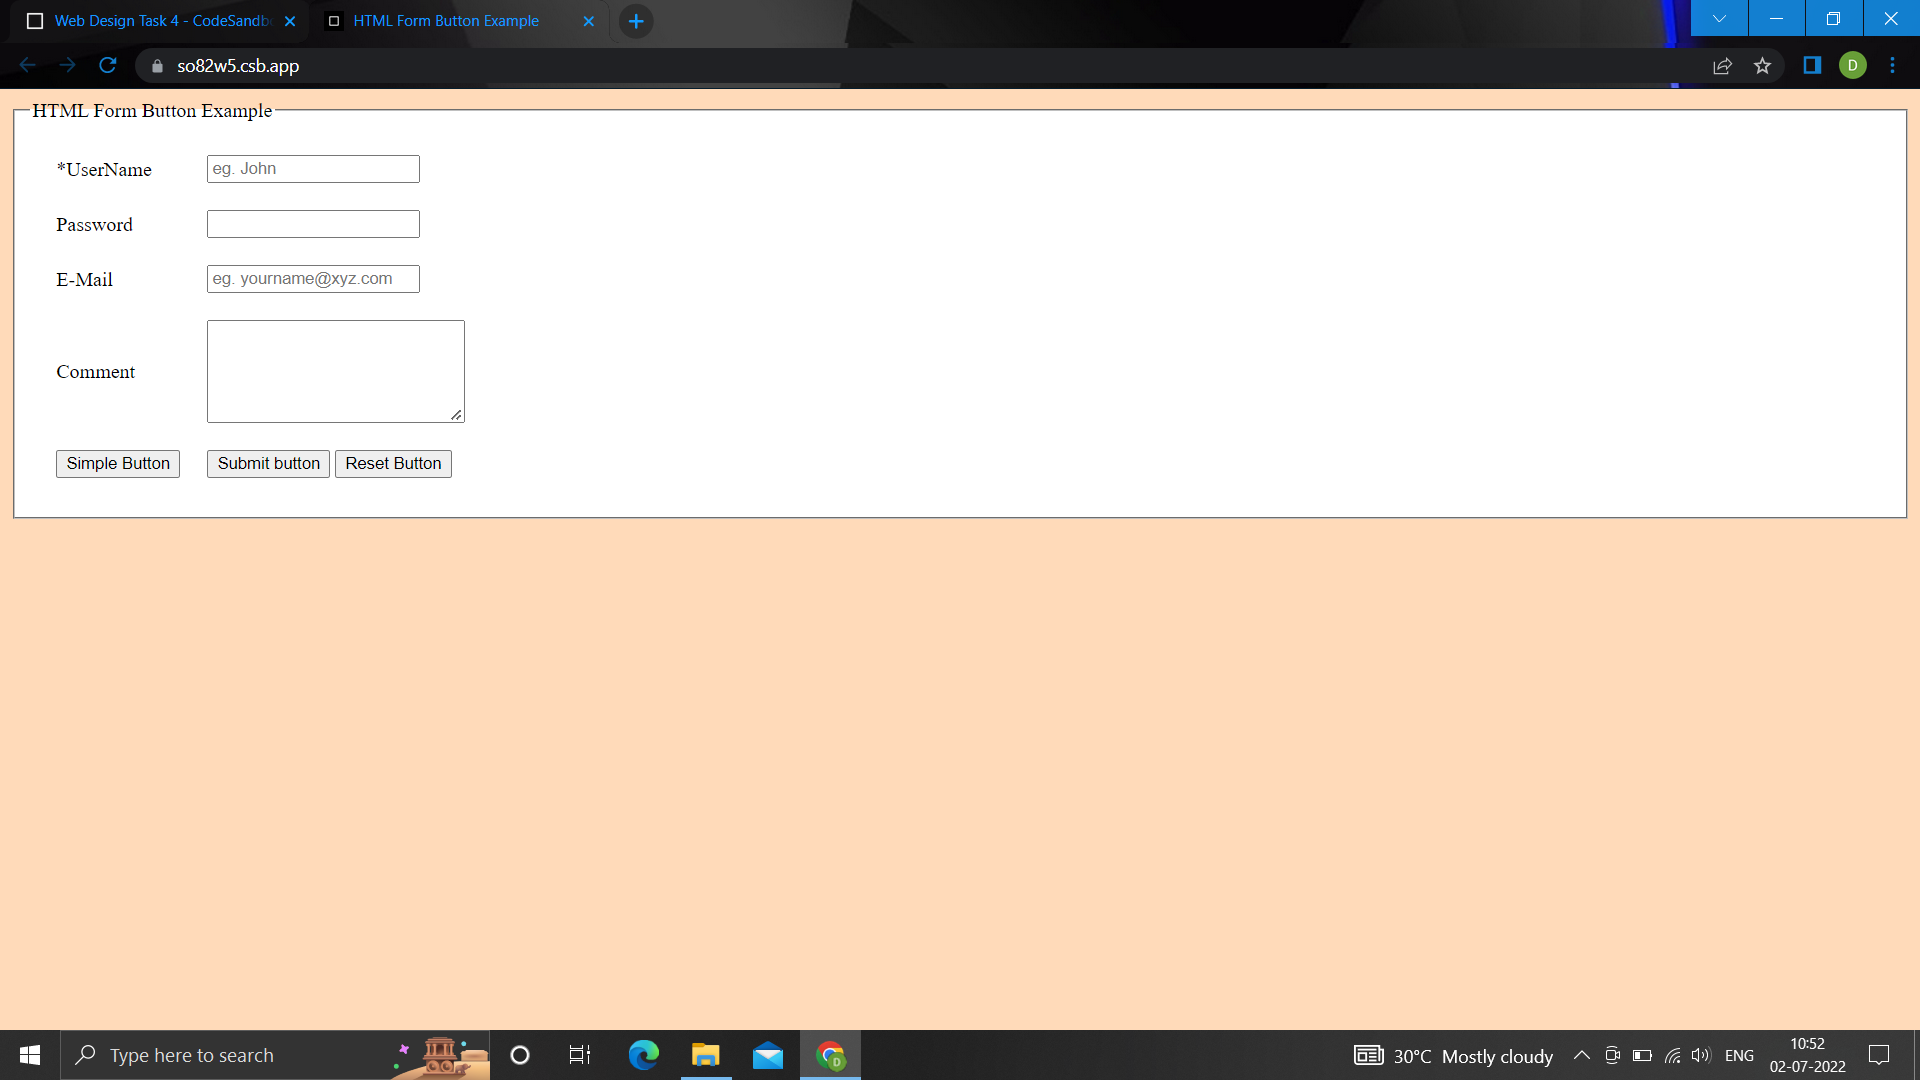 Web Design Task 4 - CodeSandb
HTML Form Button Example
so82w5.csb.app
D
HTML Form Button Example
*UserName
eg. John
Password
E-Mail
eg. yourname@xyz.com
Comment
Simple Button
Submit button
Reset Button
Type here to search
D
30°C Mostly cloudy
ENG
10:52
02-07-2022